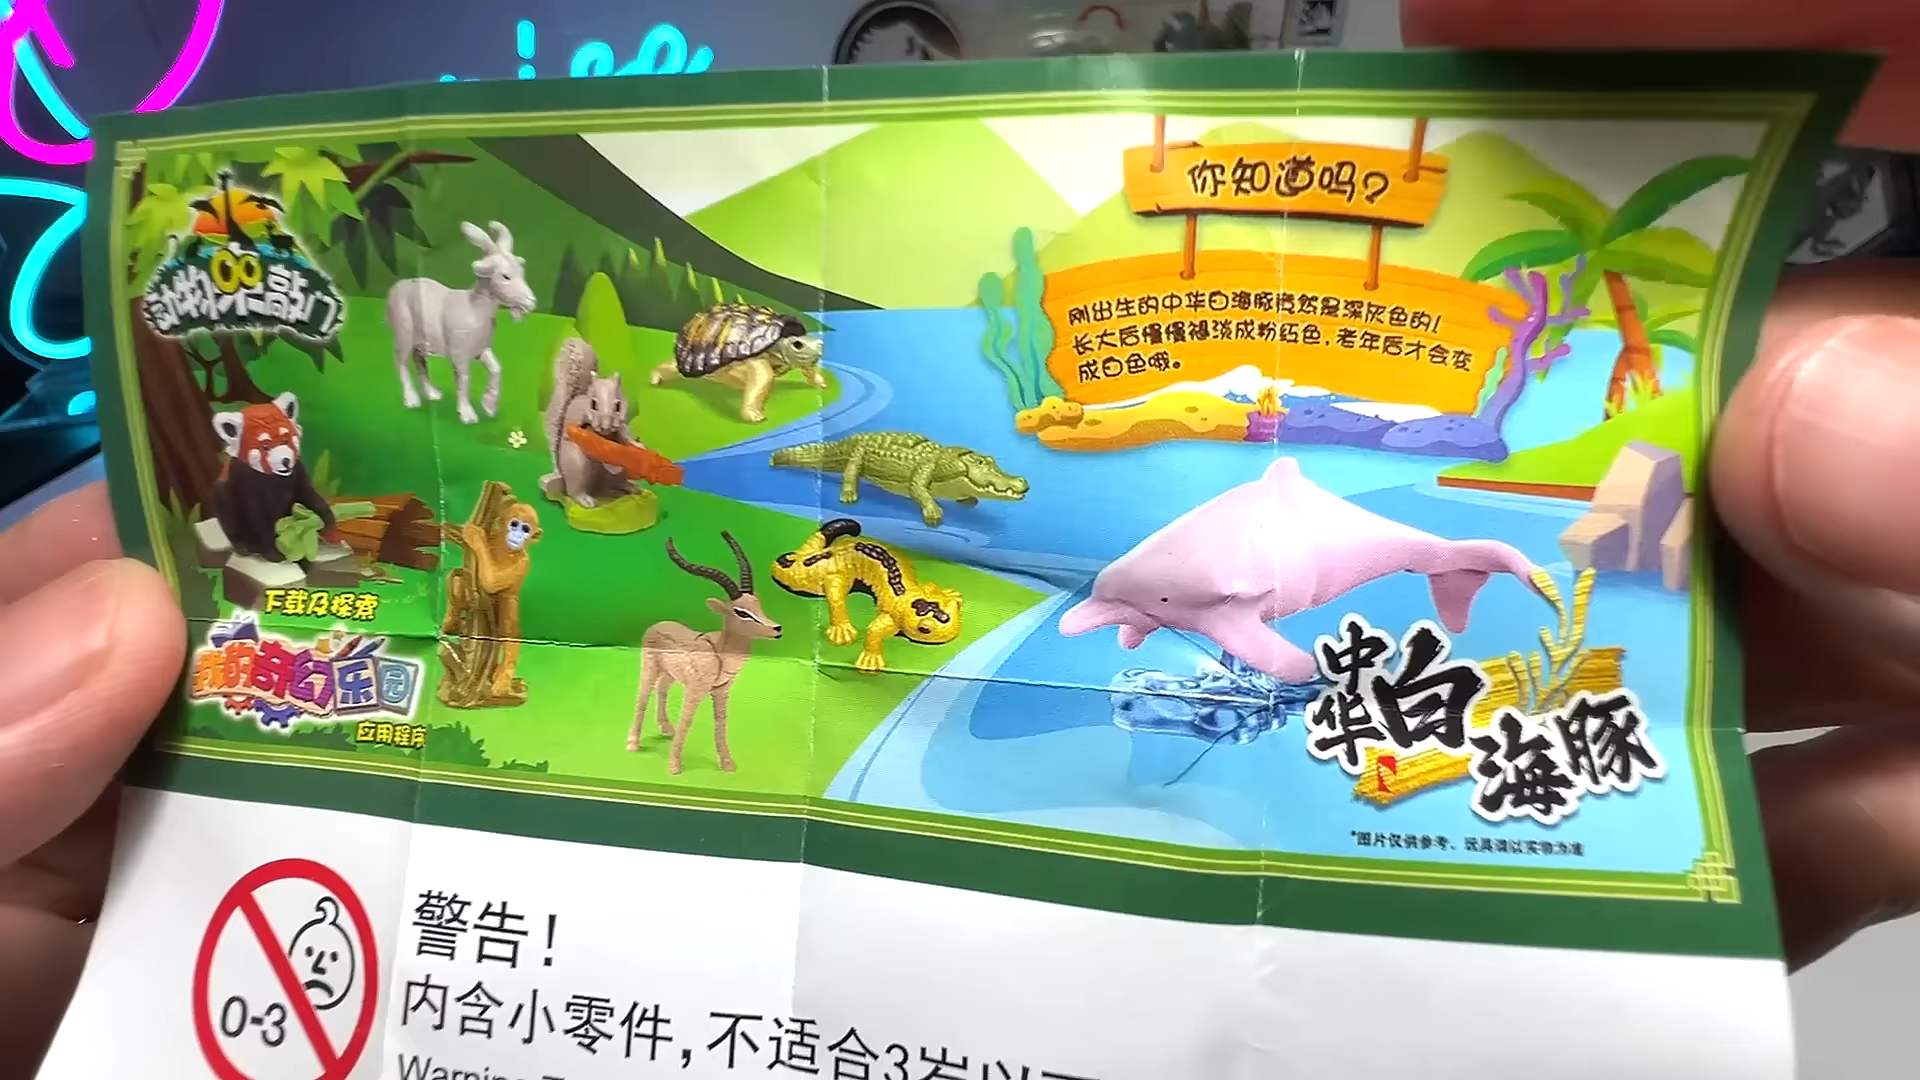 动物来敲门
你知道吗?
刚出生的中华白海豚竟然是深灰色的!
长大后慢慢褪淡成粉红色,老年后才会变
成白色哦。
下载及探索
我的奇幻乐园
应用程序
中华白海豚
*图片仅供参考、玩具请以实物为准
警告!
0-3
内含小零件,不适合3岁以下
Warning